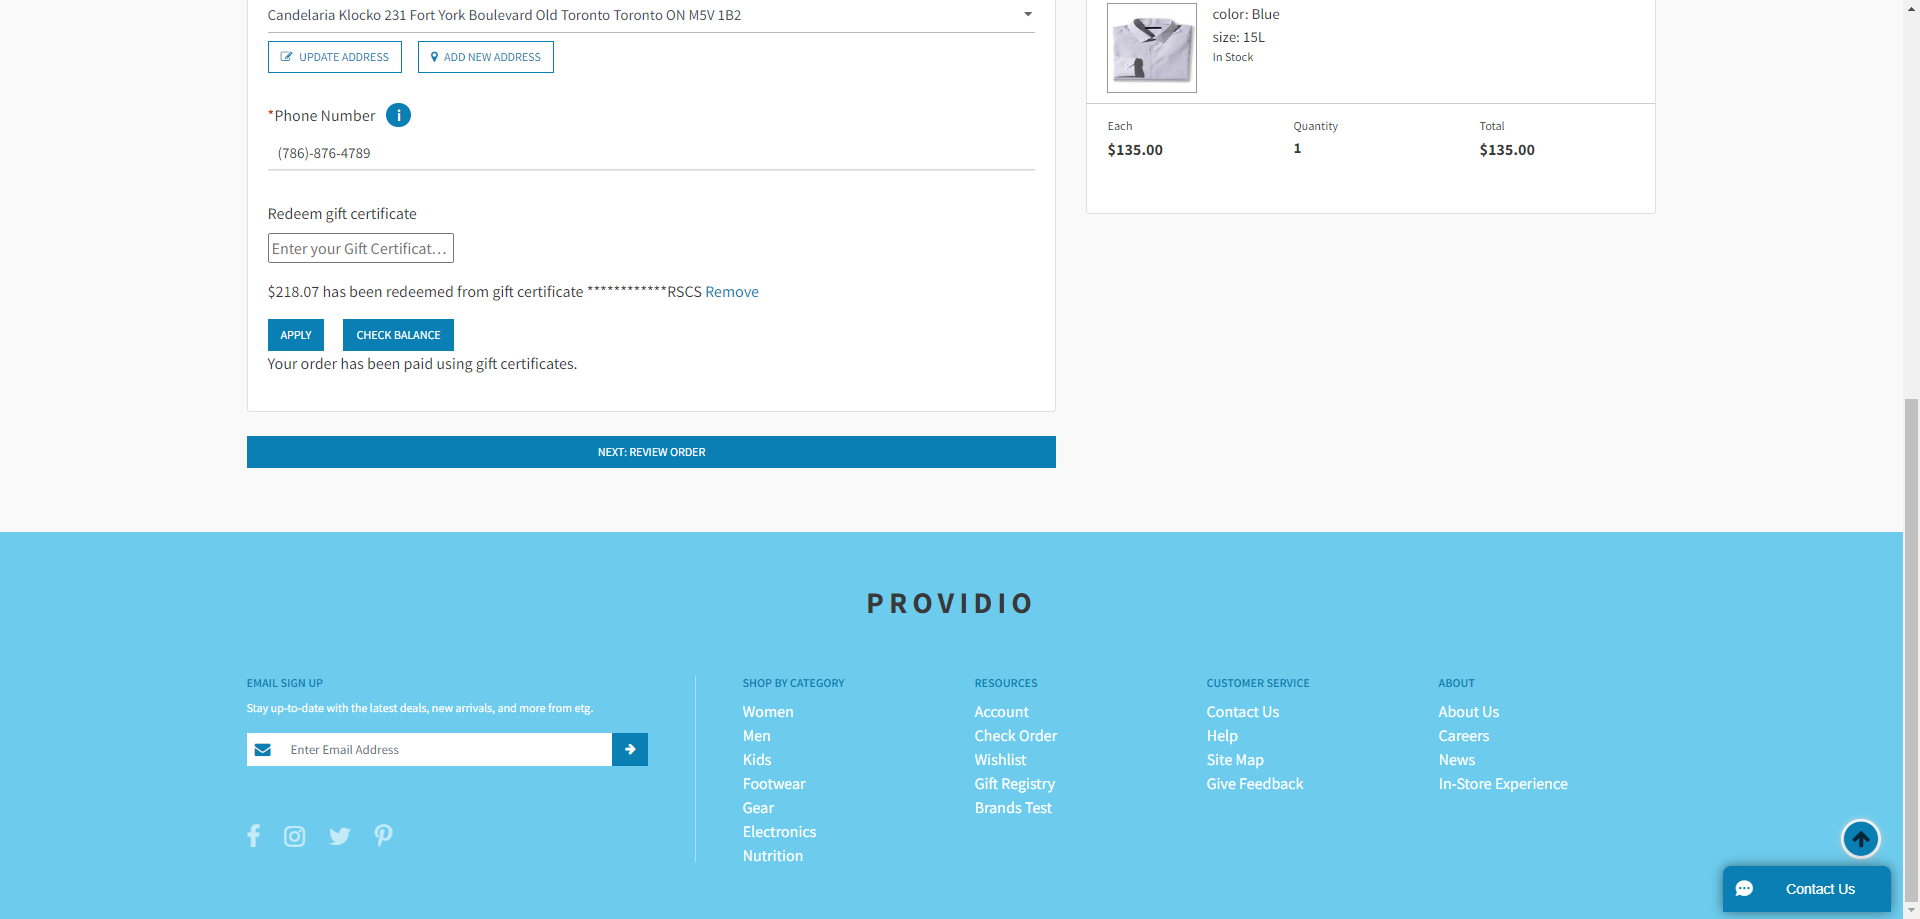 Candelaria Klocko 231 Fort York Boulevard Old Toronto Toronto ON M5V 1B2
UPDATE ADDRESS
ADD NEW ADDRESS
*Phone Number
i
(786)-876-4789
Redeem gift certificate
Enter your Gift Certificat...
$218.07 has been redeemed from gift certificate ************RSCS Remove
APPLY
CHECK BALANCE
Your order has been paid using gift certificates.
NEXT: REVIEW ORDER
color: Blue
size: 15L
In Stock
Each
Quantity
Total
$135.00
1
$135.00
PROVIDIO
EMAIL SIGN UP
Stay up-to-date with the latest deals, new arrivals, and more from etg.
Enter Email Address
SHOP BY CATEGORY
Women
Men
Kids
Footwear
Gear
Electronics
Nutrition
RESOURCES
Account
Check Order
Wishlist
Gift Registry
Brands Test
CUSTOMER SERVICE
Contact Us
Help
Site Map
Give Feedback
ABOUT
About Us
Careers
News
In-Store Experience
Contact Us